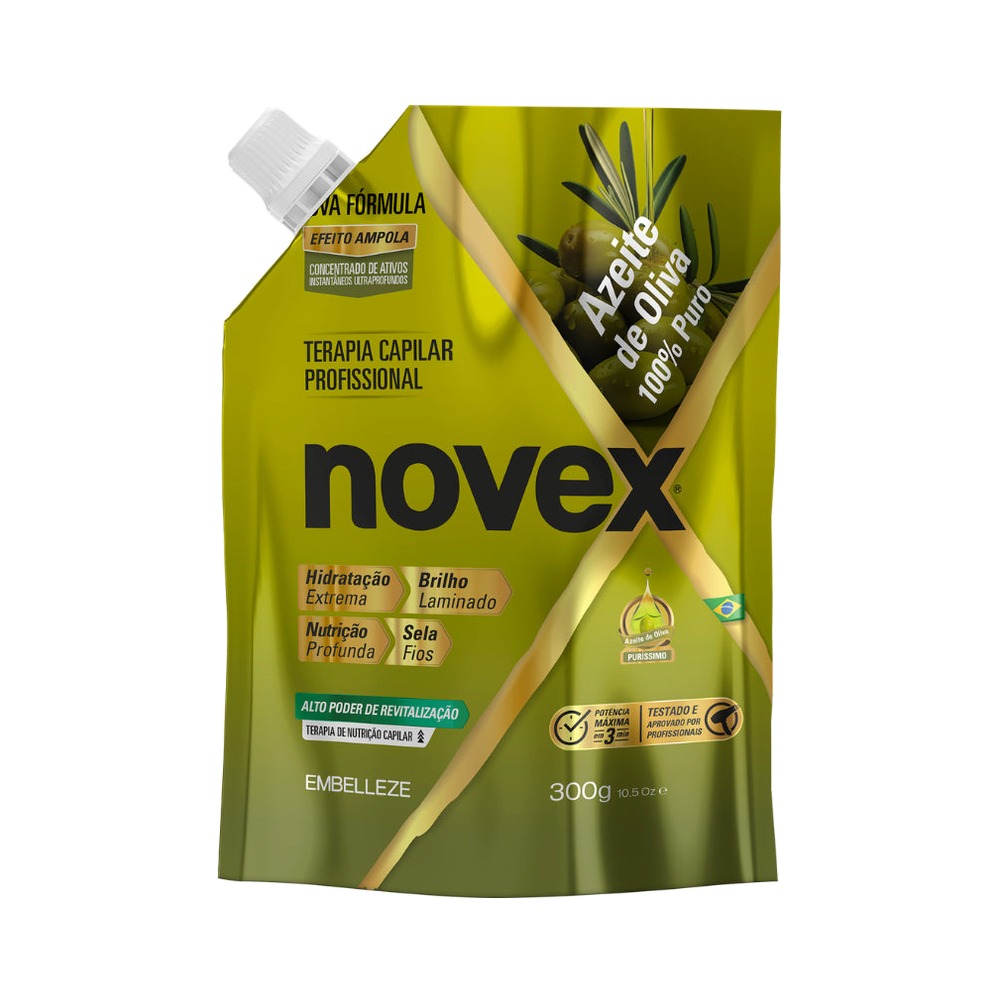 FÓRMULA
EFEITO AMPOLA
CONCENTRADO DE ATIVOS
INSTANTÂNEOS ULTRAPROFUNDOS
TERAPIA CAPILAR
PROFISSIONAL
Azeite
de Oliva
100% Puro
novex®
Hidratação
Extrema
Brilho
Laminado
Nutrição
Profunda
Sela
Fios
Azeite de Oliva
PURÍSSIMO
ALTO PODER DE REVITALIZAÇÃO
TERAPIA DE NUTRIÇÃO CAPILAR
POTÊNCIA
MÁXIMA
em 3 min
TESTADO E
APROVADO POR
PROFISSIONAIS
EMBELLEZE
300g 10.5 Oz ℮